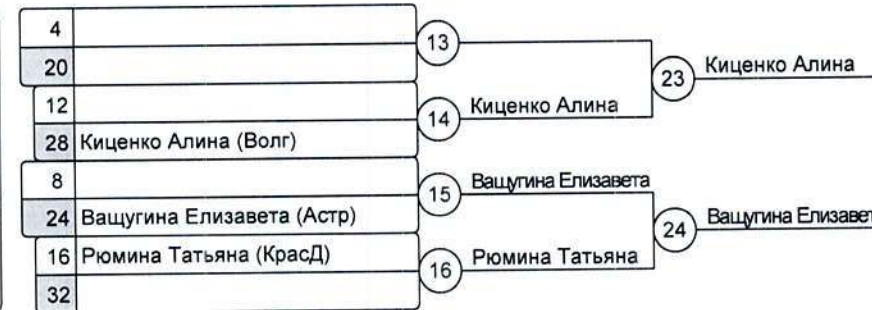 4
20
13
12
28 Киценко Алина (Волг)
14 Киценко Алина
23 Киценко Алина
8
24 Ващугина Елизавета (Астр)
15 Ващугина Елизавета
16 Рюмина Татьяна (КрасД)
32
16 Рюмина Татьяна
24 Ващугина Елизавет